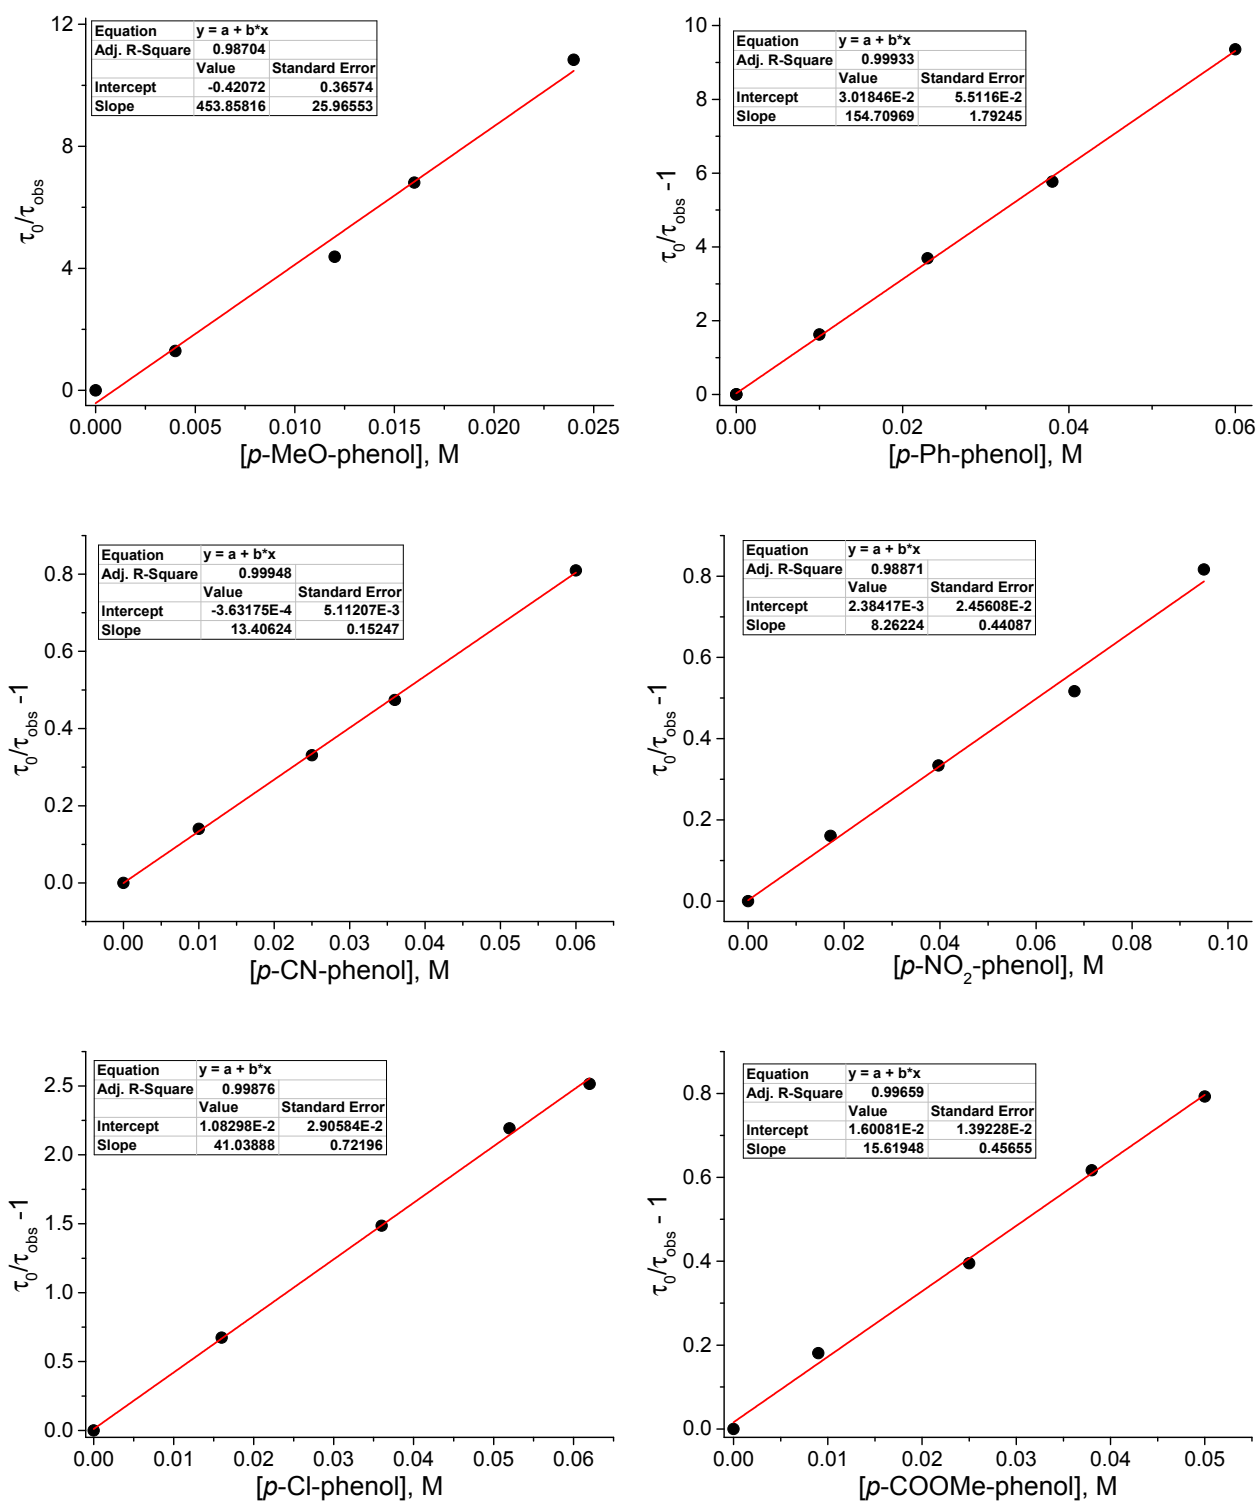 Equation y = a + b*x
Adj. R-Square 0.98704
Value Standard Error
Intercept -0.42072 0.36574
Slope 453.85816 25.96553
12
8
4
0
τ0/τobs
0.000 0.005 0.010 0.015 0.020 0.025
[p-MeO-phenol], M
Equation y = a + b*x
Adj. R-Square 0.99933
Value Standard Error
Intercept 3.01846E-2 5.5116E-2
Slope 154.70969 1.79245
10
8
6
4
2
0
τ0/τobs -1
0.00 0.02 0.04 0.06
[p-Ph-phenol], M
Equation y = a + b*x
Adj. R-Square 0.99948
Value Standard Error
Intercept -3.63175E-4 5.11207E-3
Slope 13.40624 0.15247
0.8
0.6
0.4
0.2
0.0
τ0/τobs -1
0.00 0.01 0.02 0.03 0.04 0.05 0.06
[p-CN-phenol], M
Equation y = a + b*x
Adj. R-Square 0.98871
Value Standard Error
Intercept 2.38417E-3 2.45608E-2
Slope 8.26224 0.44087
0.8
0.6
0.4
0.2
0.0
τ0/τobs -1
0.00 0.02 0.04 0.06 0.08 0.10
[p-NO2-phenol], M
Equation y = a + b*x
Adj. R-Square 0.99876
Value Standard Error
Intercept 1.08298E-2 2.90584E-2
Slope 41.03888 0.72196
2.5
2.0
1.5
1.0
0.5
0.0
τ0/τobs -1
0.00 0.01 0.02 0.03 0.04 0.05 0.06
[p-Cl-phenol], M
Equation y = a + b*x
Adj. R-Square 0.99659
Value Standard Error
Intercept 1.60081E-2 1.39228E-2
Slope 15.61948 0.45655
0.8
0.6
0.4
0.2
0.0
τ0/τobs - 1
0.00 0.01 0.02 0.03 0.04 0.05
[p-COOMe-phenol], M